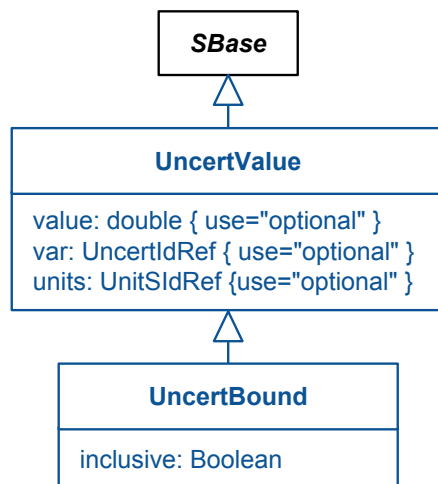 SBase
UncertValue
value: double { use="optional" }
var: UncertIdRef { use="optional" }
units: UnitSIdRef {use="optional" }
UncertBound
inclusive: Boolean